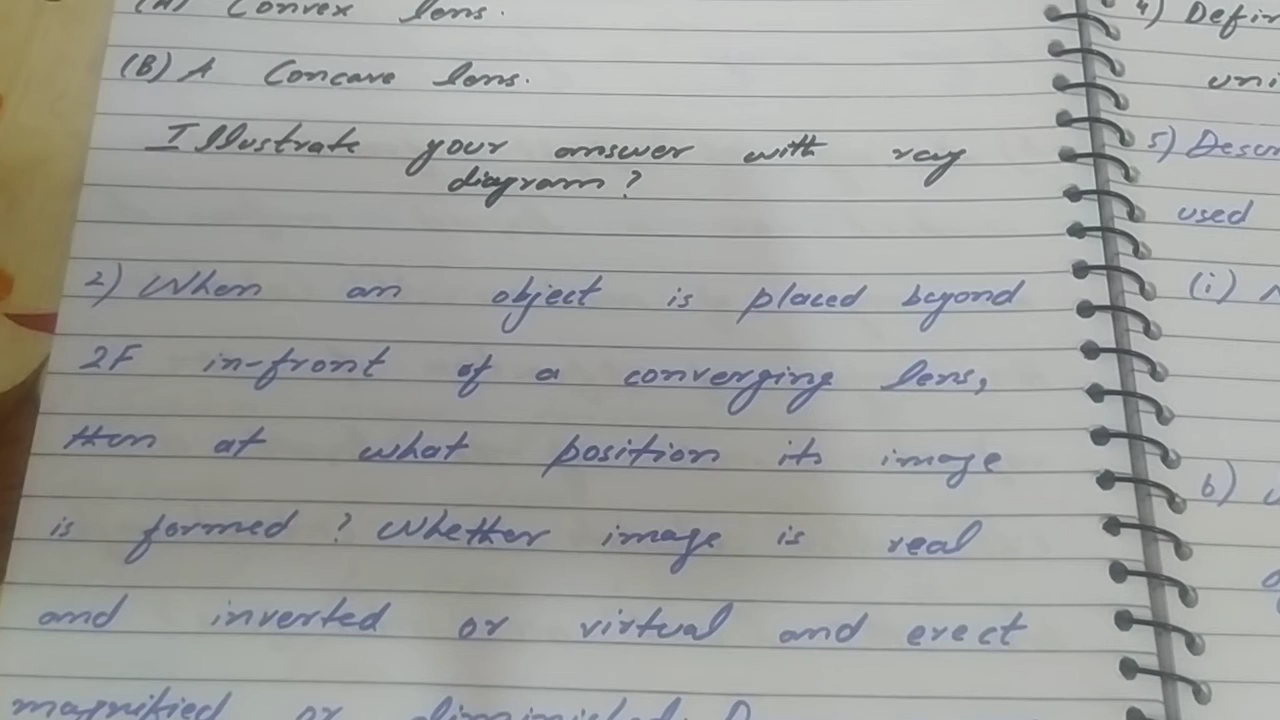 (A) Convex lens.
(B) A Concave lens.
Illustrate your answer with ray
diagram?
2) When an object is placed beyond
2F in-front of a converging lens,
then at what position its image
is formed? Whether image is real
and inverted or virtual and erect
magnified or diminished?
4)
5)
used
(i)
6)